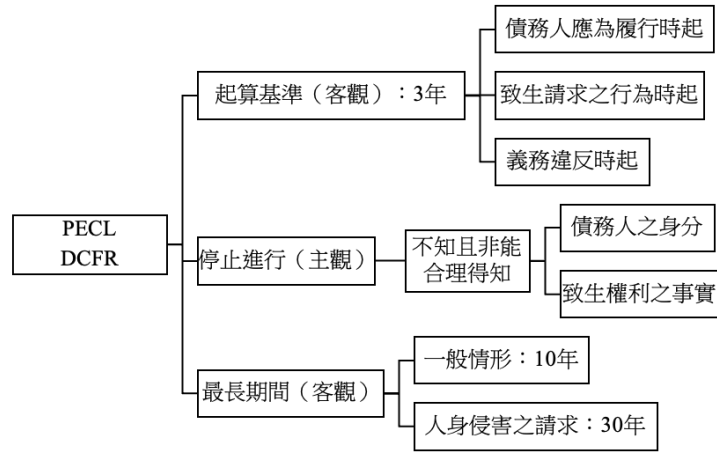 PECL
DCFR
起算基準（客觀）：3年
債務人應為履行時起
致生請求之行為時起
義務違反時起
停止進行（主觀）
不知且非能
合理得知
債務人之身分
致生權利之事實
最長期間（客觀）
一般情形：10年
人身侵害之請求：30年